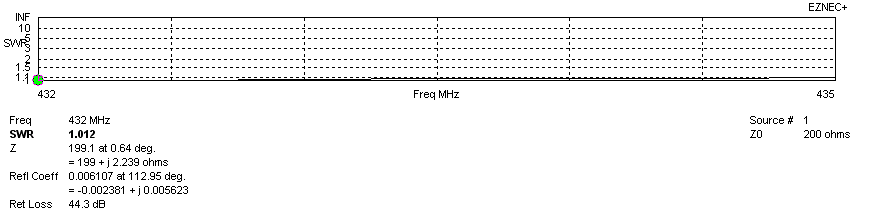 EZNEC+
INF
10
5
SWR
3
2
1.5
1.1
1
432 Freq MHz 435
Freq 432 MHz Source # 1
SWR 1.012 Z0 200 ohms
Z 199.1 at 0.64 deg.
= 199 + j 2.239 ohms
Refl Coeff 0.006107 at 112.95 deg.
= -0.002381 + j 0.005623
Ret Loss 44.3 dB